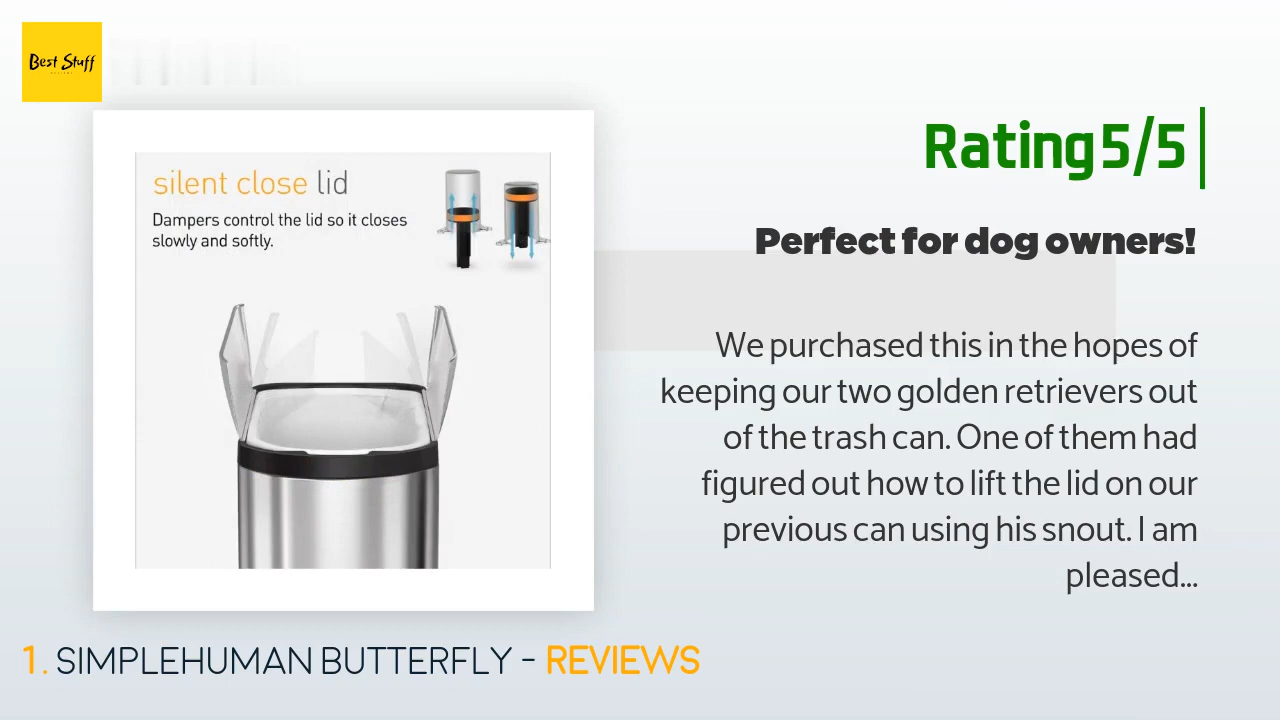 Best Stuff
silent close lid
Dampers control the lid so it closes
slowly and softly.
Rating 5/5
Perfect for dog owners!
We purchased this in the hopes of
keeping our two golden retrievers out
of the trash can. One of them had
figured out how to lift the lid on our
previous can using his snout. I am
pleased...
1. SIMPLEHUMAN BUTTERFLY - REVIEWS